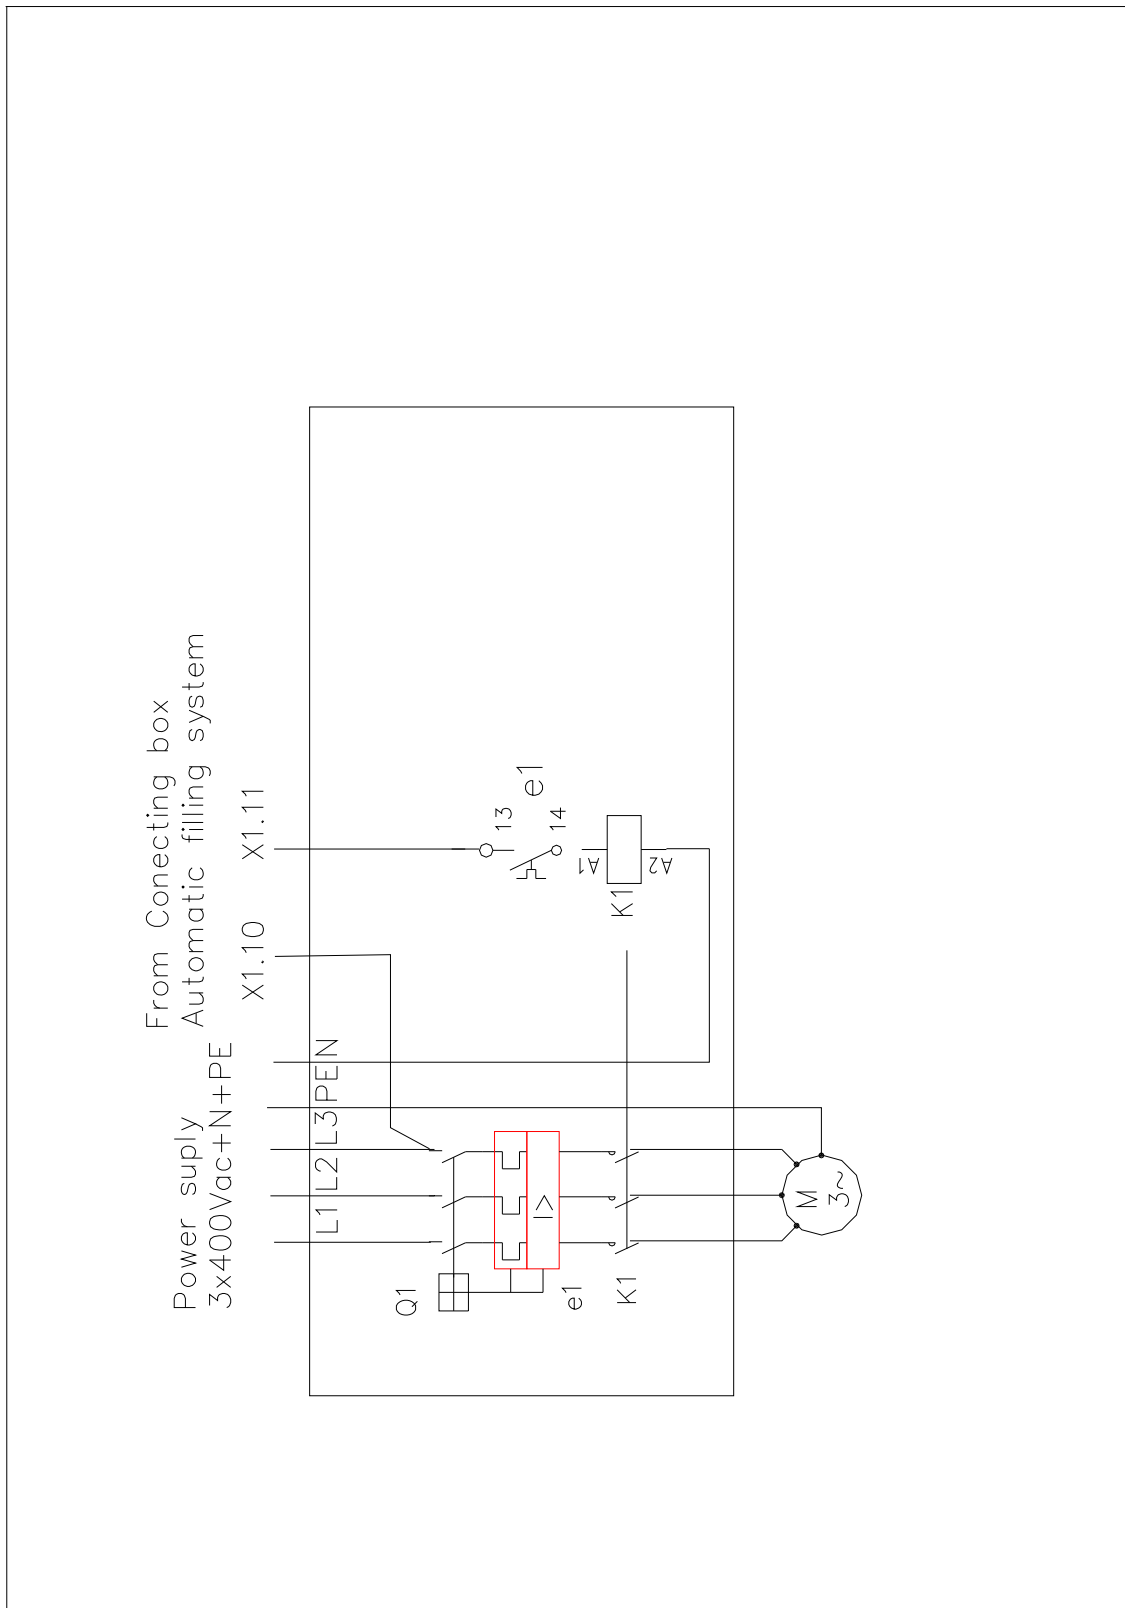 From Conecting box
Automatic filling system
Power suply
3x400Vac+N+PE
X1.10
X1.11
L1 L2 L3 PE N
Q1
I>
e1
K1
13
14
e1
A1
A2
K1
M
3~